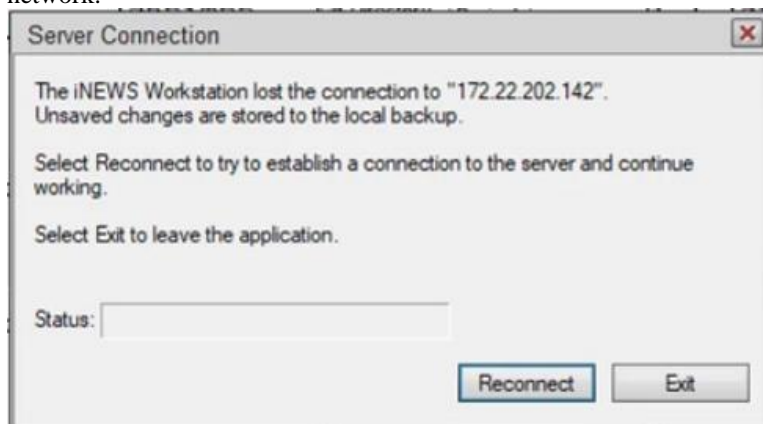 network.
Server Connection
The iNEWS Workstation lost the connection to "172.22.202.142".
Unsaved changes are stored to the local backup.
Select Reconnect to try to establish a connection to the server and continue
working.
Select Exit to leave the application.
Status:
Reconnect Exit